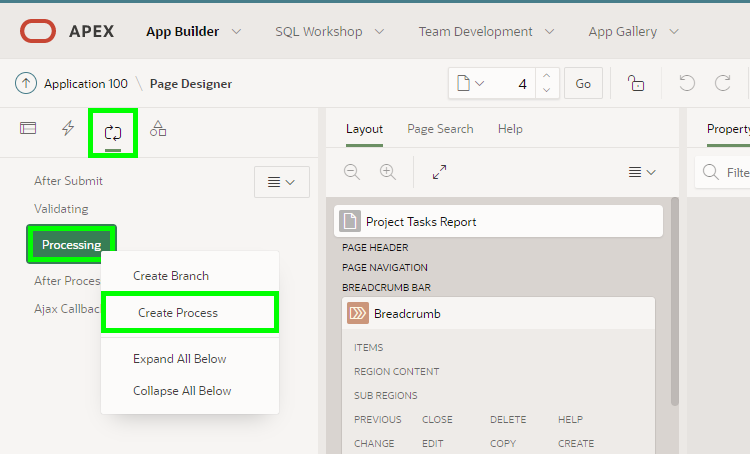 APEX App Builder SQL Workshop Team Development App Gallery
Application 100 \ Page Designer 4 Go
Layout Page Search Help Property
After Submit
Validating
Processing
After Proces
Ajax Callbac
Create Branch
Create Process
Expand All Below
Collapse All Below
Filte
Project Tasks Report
PAGE HEADER
PAGE NAVIGATION
BREADCRUMB BAR
Breadcrumb
ITEMS
REGION CONTENT
SUB REGIONS
PREVIOUS CLOSE DELETE HELP
CHANGE EDIT COPY CREATE